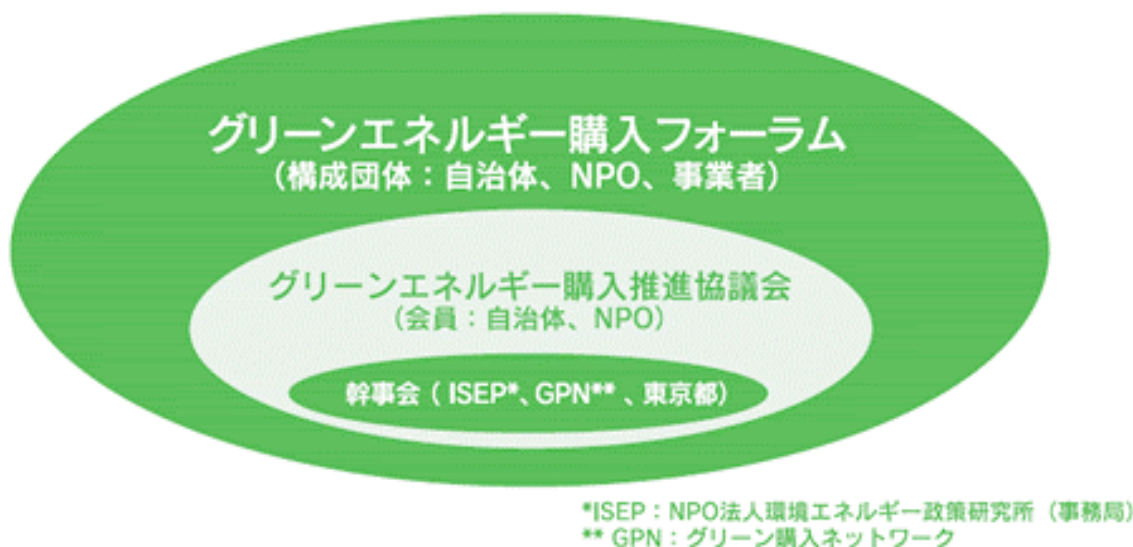 グリーンエネルギー購入フォーラム
（構成団体：自治体、NPO、事業者）
グリーンエネルギー購入推進協議会
（会員：自治体、NPO）
幹事会（ISEP*、GPN**、東京都）
*ISEP：NPO法人環境エネルギー政策研究所（事務局）
** GPN：グリーン購入ネットワーク